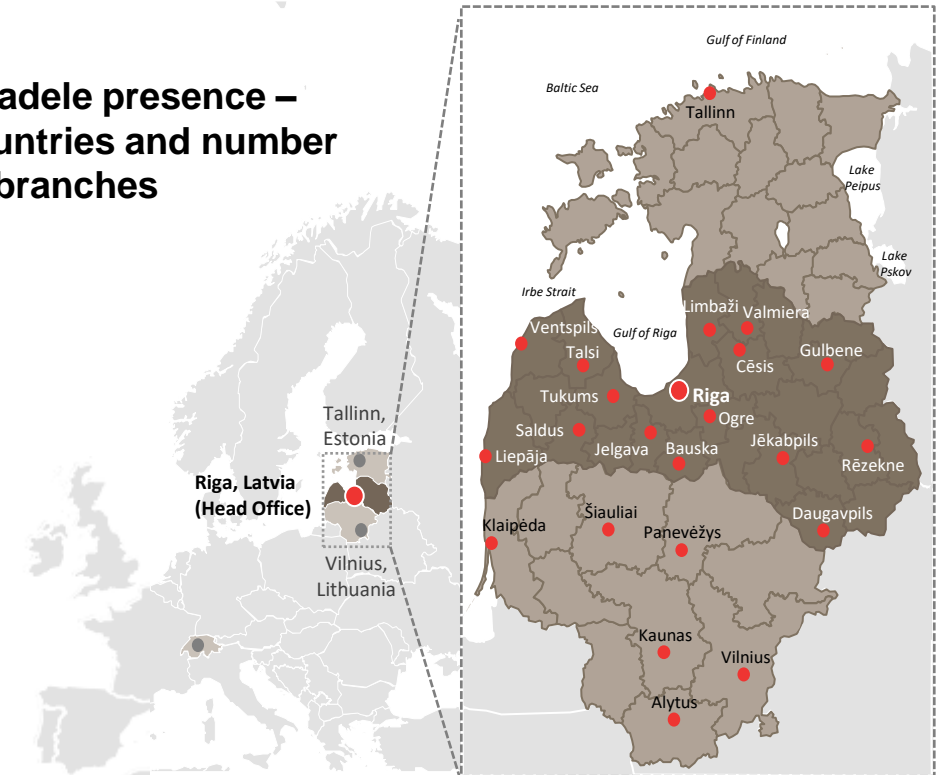 adele presence –
untries and number
branches
Tallinn,
Estonia
Riga, Latvia
(Head Office)
Vilnius,
Lithuania
Gulf of Finland
Baltic Sea
Tallinn
Lake
Peipus
Lake
Pskov
Irbe Strait
Gulf of Riga
Limbaži
Valmiera
Ventspils
Talsi
Cēsis
Gulbene
Tukums
Riga
Ogre
Saldus
Jelgava
Bauska
Jēkabpils
Liepāja
Rēzekne
Daugavpils
Klaipėda
Šiauliai
Panevėžys
Kaunas
Vilnius
Alytus